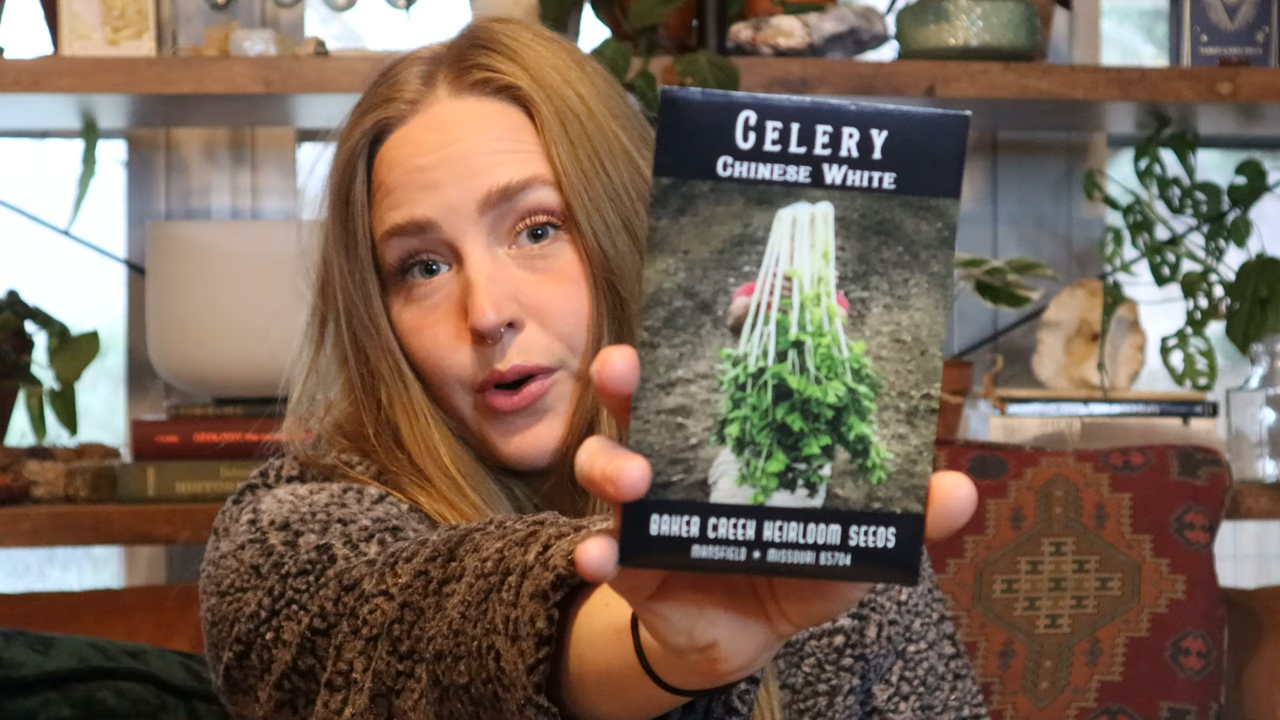 CELERY
CHINESE WHITE
BAKER CREEK HEIRLOOM SEEDS
MANSFIELD * MISSOURI 65704